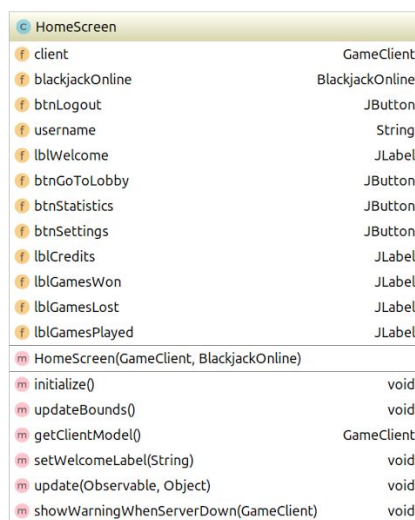 C HomeScreen
f client GameClient
f blackjackOnline BlackjackOnline
f btnLogout JButton
f username String
f lblWelcome JLabel
f btnGoToLobby JButton
f btnStatistics JButton
f btnSettings JButton
f lblCredits JLabel
f lblGamesWon JLabel
f lblGamesLost JLabel
f lblGamesPlayed JLabel
m HomeScreen(GameClient, BlackjackOnline)
m initialize() void
m updateBounds() void
m getClientModel() GameClient
m setWelcomeLabel(String) void
m update(Observable, Object) void
m showWarningWhenServerDown(GameClient) void